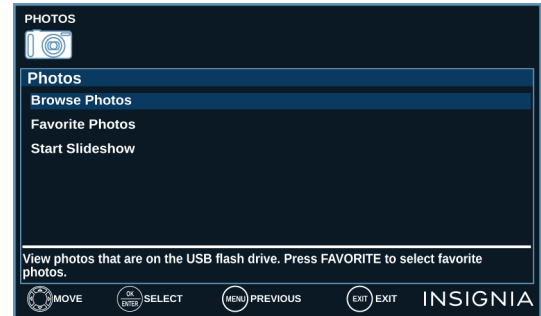 PHOTOS
Photos
Browse Photos
Favorite Photos
Start Slideshow
View photos that are on the USB flash drive. Press FAVORITE to select favorite
photos.
MOVE OK ENTER SELECT MENU PREVIOUS EXIT EXIT INSIGNIA